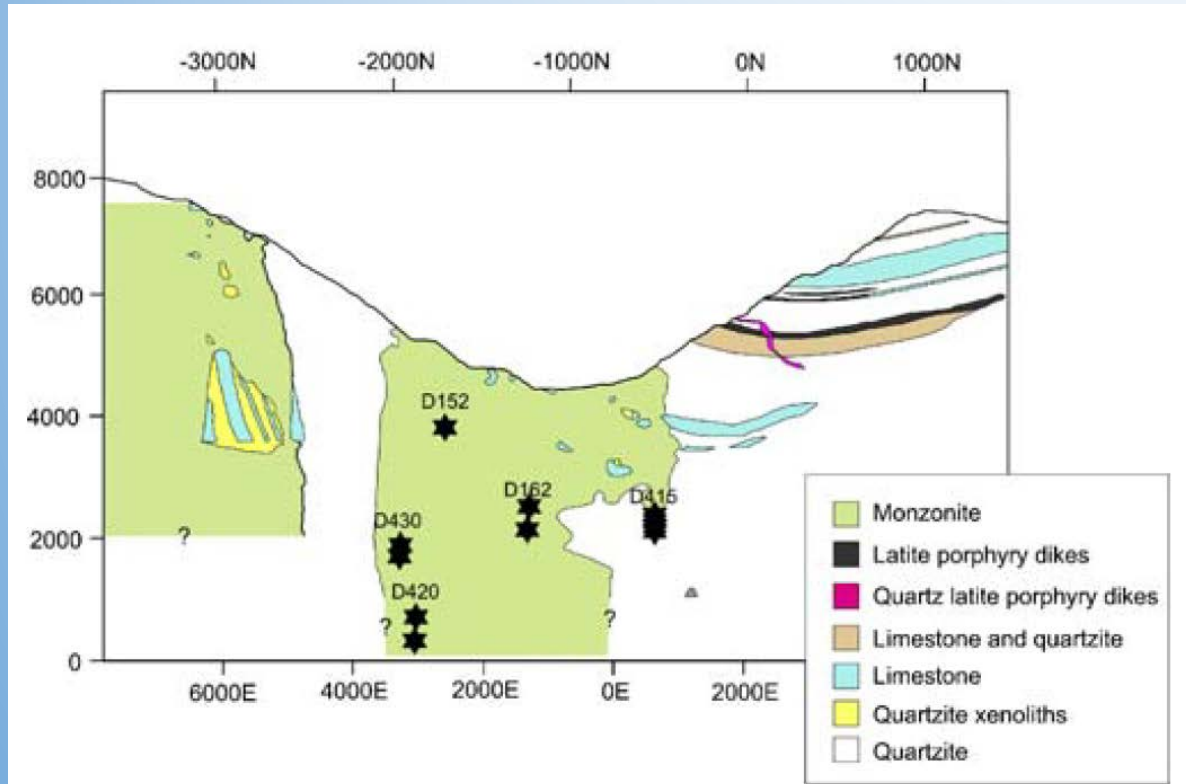 -3000N -2000N -1000N 0N 1000N
8000
6000
4000
2000
0
D152
D162
D415
D430
D420
?
?
?
6000E 4000E 2000E 0E 2000E
Monzonite
Latite porphyry dikes
Quartz latite porphyry dikes
Limestone and quartzite
Limestone
Quartzite xenoliths
Quartzite